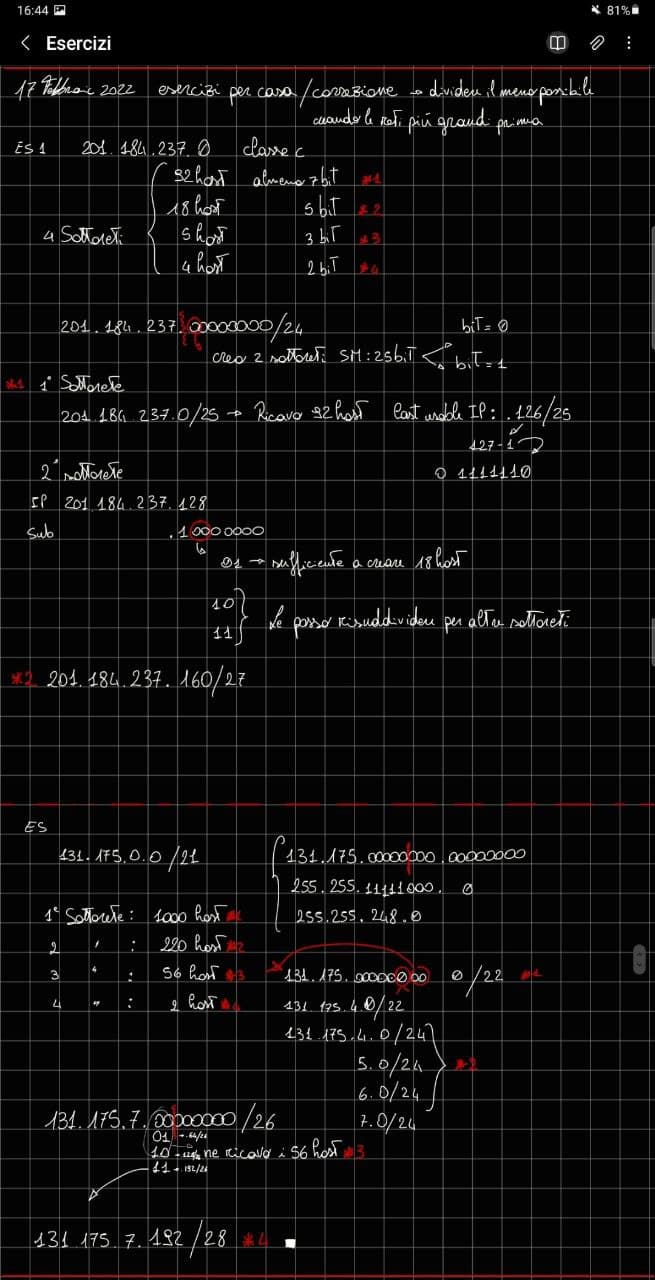 16:44
81%
Esercizi
17 Febbraio 2022 esercizi per casa/correzione → dividere il meno possibile
creando le reti più grandi prima
ES 1 201.184.237.0 classe c
4 Sottoreti
92 host almeno 7 bit *1
18 host 5 bit *2
5 host 3 bit *3
4 host 2 bit *4
201.184.237.00000000/24
bit = 0
creo 2 sottoreti SM: 25 bit
bit = 1
*1 1° Sottorete
201.184.237.0/25 → Ricavo 92 host last usable IP: .126/25
127-1
0 1111110
2° sottorete
IP 201.184.237.128
Sub .10000000
01 → sufficiente a creare 18 host
10
11
Le posso risuddividere per altre sottoreti
*2 201.184.237.160/27
ES
131.175.0.0/21
131.175.00000000.00000000
255.255.11111000. 0
255.255.248.0
1° Sottorete: 1000 host *1
2 " : 220 host *2
3 " : 56 host *3
4 " : 2 host *4
131.175.00000000 0/22 *1
131.175.4.0/22
131.175.4.0/24
5.0/24
6.0/24
7.0/24
*2
131.175.7.00000000/26
01 → .64/26
10 → .128/26 ne ricavo i 56 host *3
11 → .192/26
131.175.7.192/28 *4